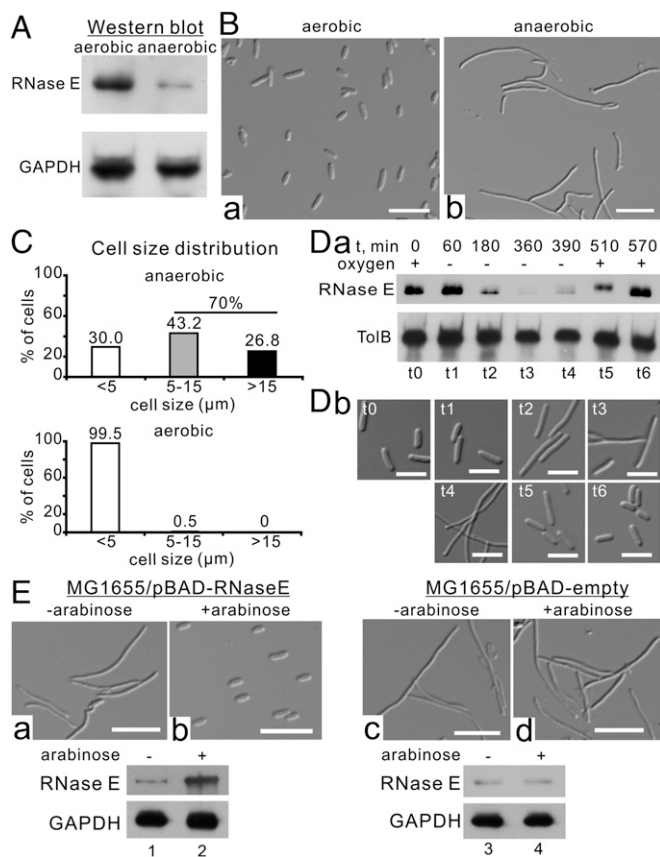 A
Western blot
aerobic anaerobic
RNase E
GAPDH
B
aerobic
anaerobic
a
b
C
Cell size distribution
anaerobic
70%
% of cells
100
80
60
40
20
0
30.0
43.2
26.8
<5
5-15
>15
cell size (μm)
aerobic
% of cells
100
80
60
40
20
0
99.5
0.5
0
<5
5-15
>15
cell size (μm)
Da
t, min 0 60 180 360 390 510 570
oxygen + - - - - + +
RNase E
TolB
t0 t1 t2 t3 t4 t5 t6
Db
t0
t1
t2
t3
t4
t5
t6
E
MG1655/pBAD-RNaseE
-arabinose +arabinose
a
b
arabinose - +
RNase E
GAPDH
1 2
MG1655/pBAD-empty
-arabinose +arabinose
c
d
arabinose - +
RNase E
GAPDH
3 4